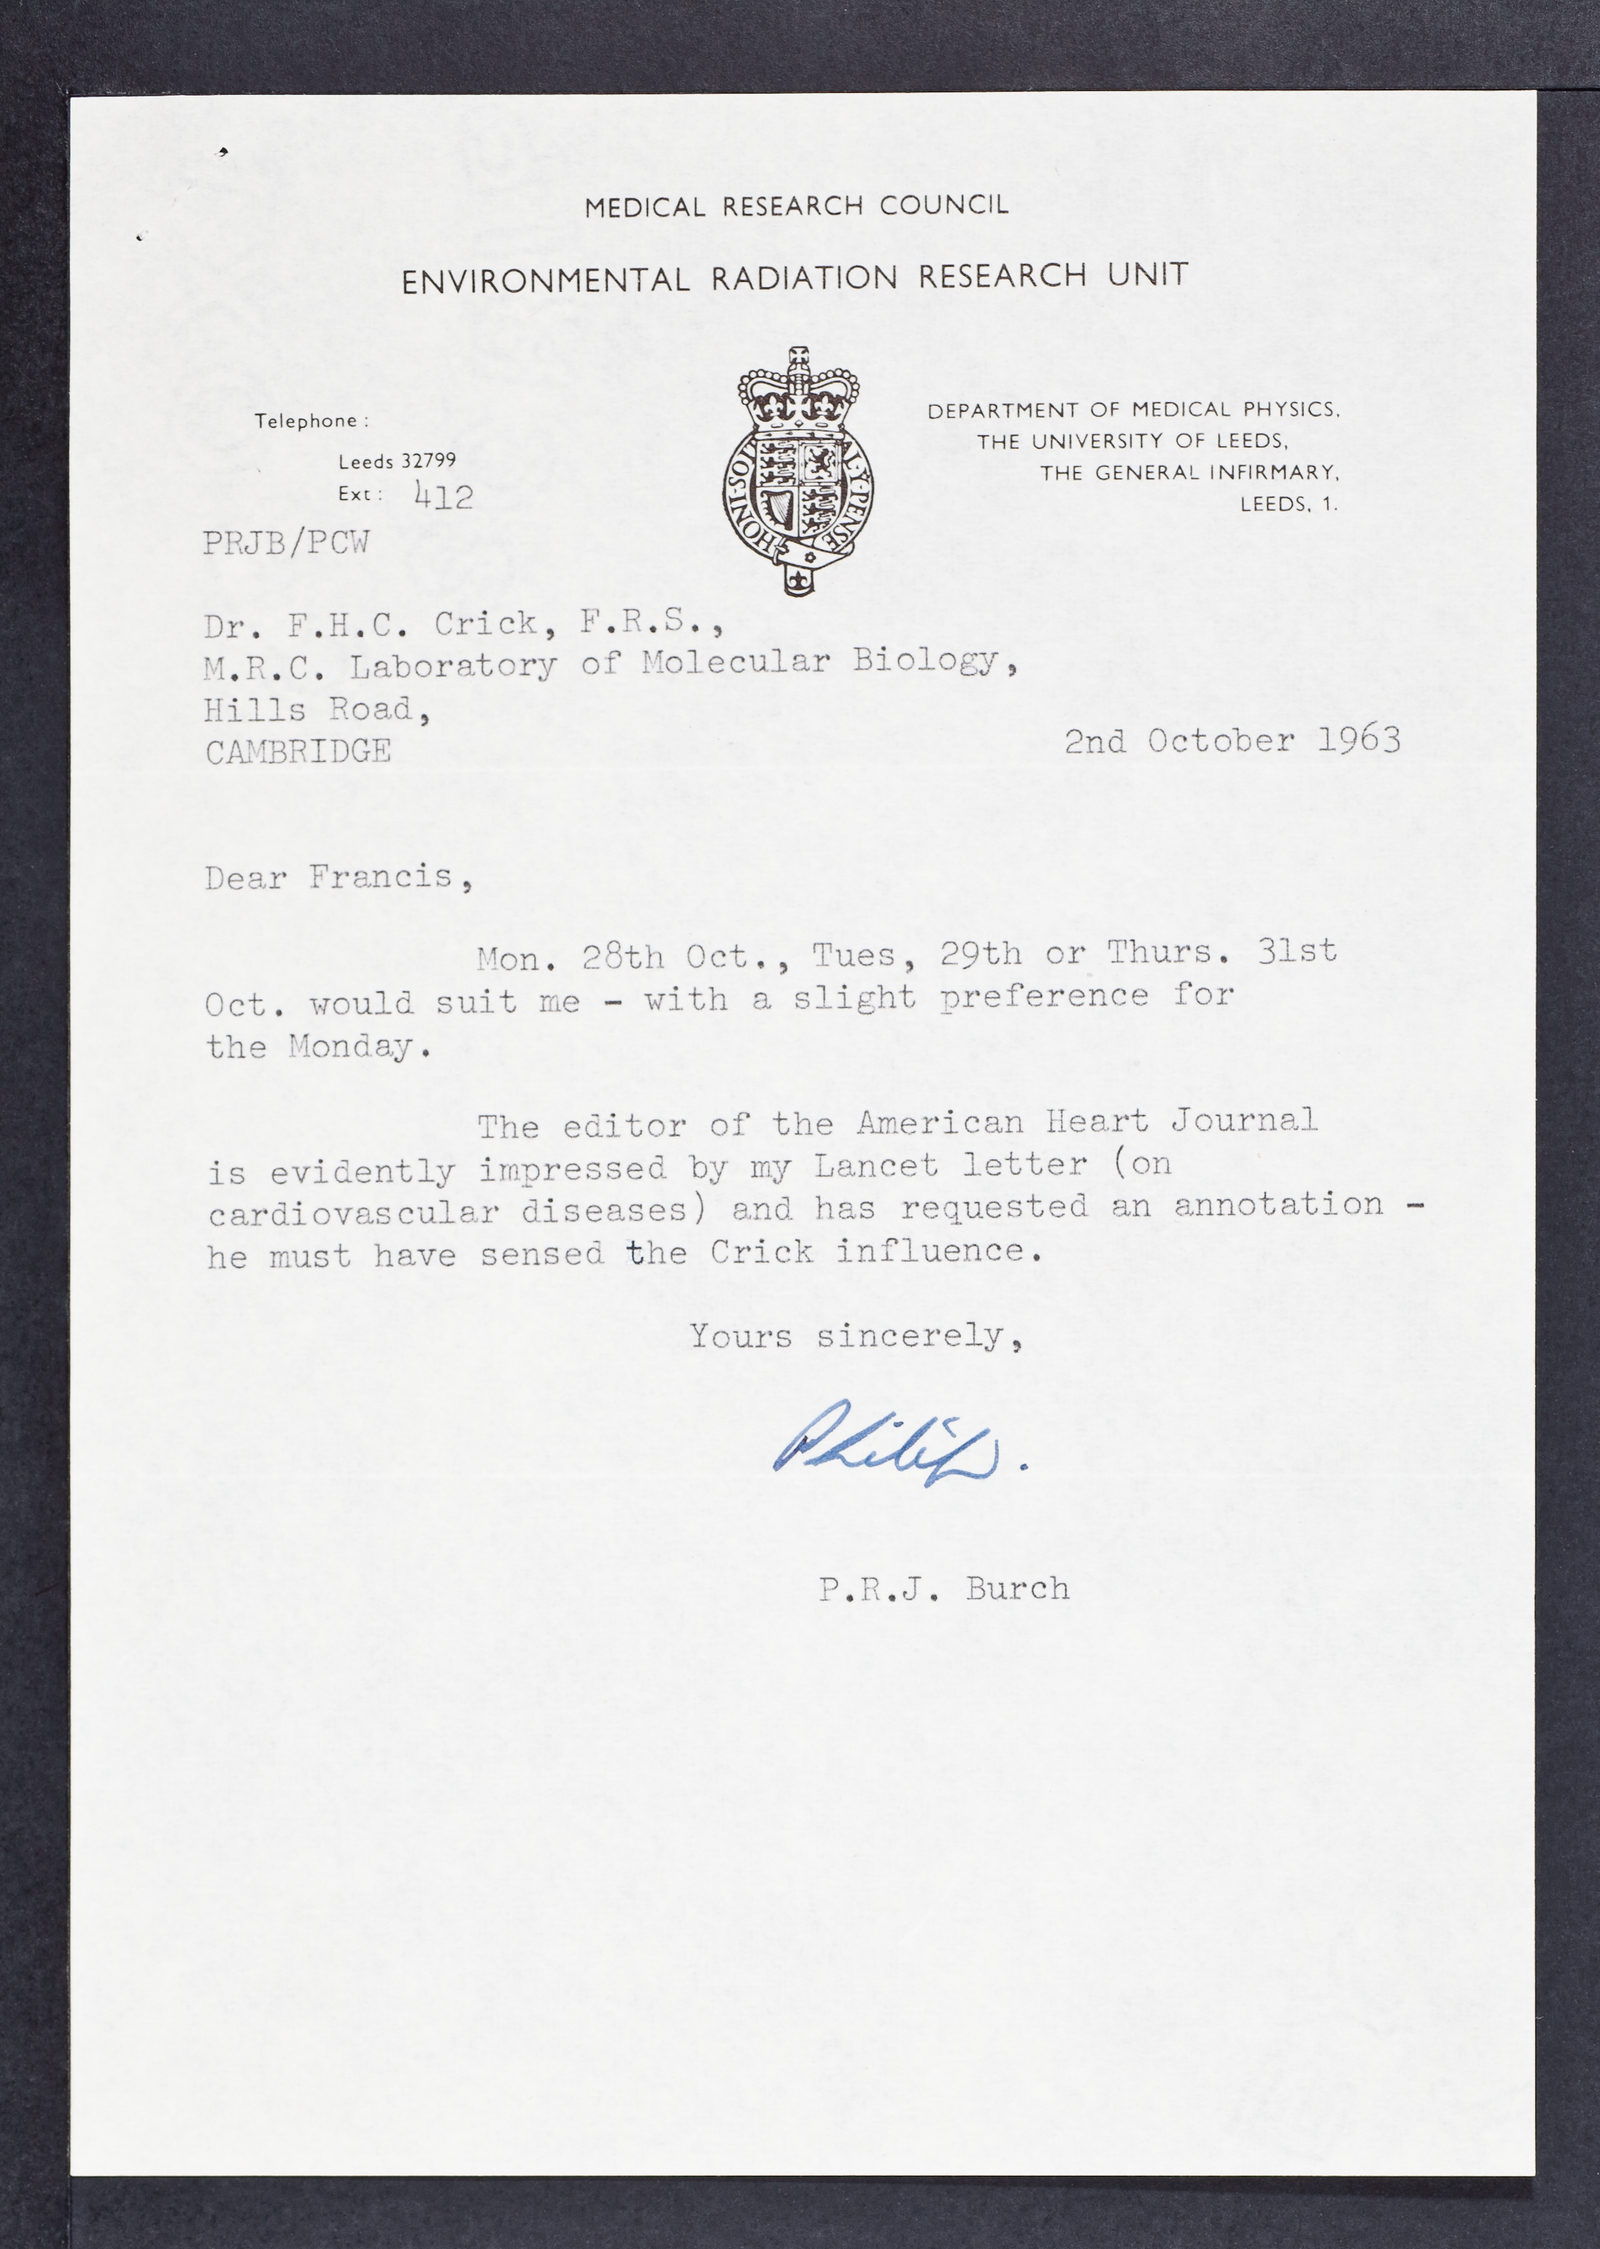 MEDICAL RESEARCH COUNCIL
ENVIRONMENTAL RADIATION RESEARCH UNIT
Telephone :
Leeds 32799
Ext : 412
HONI·SOIT AL·Y·PENSE
DEPARTMENT OF MEDICAL PHYSICS,
THE UNIVERSITY OF LEEDS,
THE GENERAL INFIRMARY,
LEEDS, 1.
PRJB/PCW
Dr. F.H.C. Crick, F.R.S.,
M.R.C. Laboratory of Molecular Biology,
Hills Road,
CAMBRIDGE
2nd October 1963
Dear Francis,
Mon. 28th Oct., Tues, 29th or Thurs. 31st
Oct. would suit me - with a slight preference for
the Monday.
The editor of the American Heart Journal
is evidently impressed by my Lancet letter (on
cardiovascular diseases) and has requested an annotation -
he must have sensed the Crick influence.
Yours sincerely,
Philip.
P.R.J. Burch